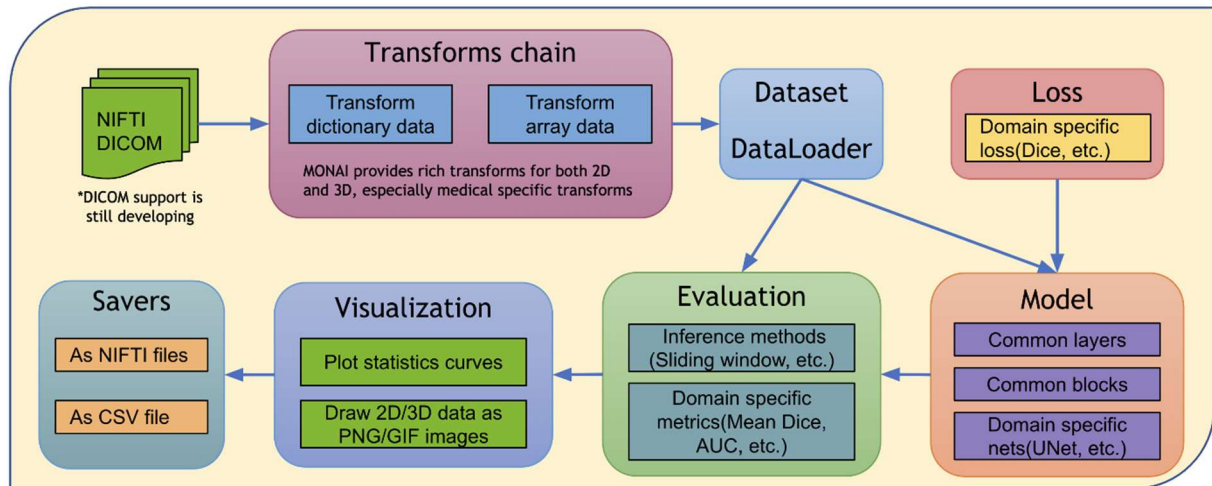 Transforms chain
NIFTI
DICOM
*DICOM support is
still developing
Transform
dictionary data
Transform
array data
MONAI provides rich transforms for both 2D
and 3D, especially medical specific transforms
Dataset
DataLoader
Loss
Domain specific
loss(Dice, etc.)
Savers
As NIFTI files
As CSV file
Visualization
Plot statistics curves
Draw 2D/3D data as
PNG/GIF images
Evaluation
Inference methods
(Sliding window, etc.)
Domain specific
metrics(Mean Dice,
AUC, etc.)
Model
Common layers
Common blocks
Domain specific
nets(UNet, etc.)